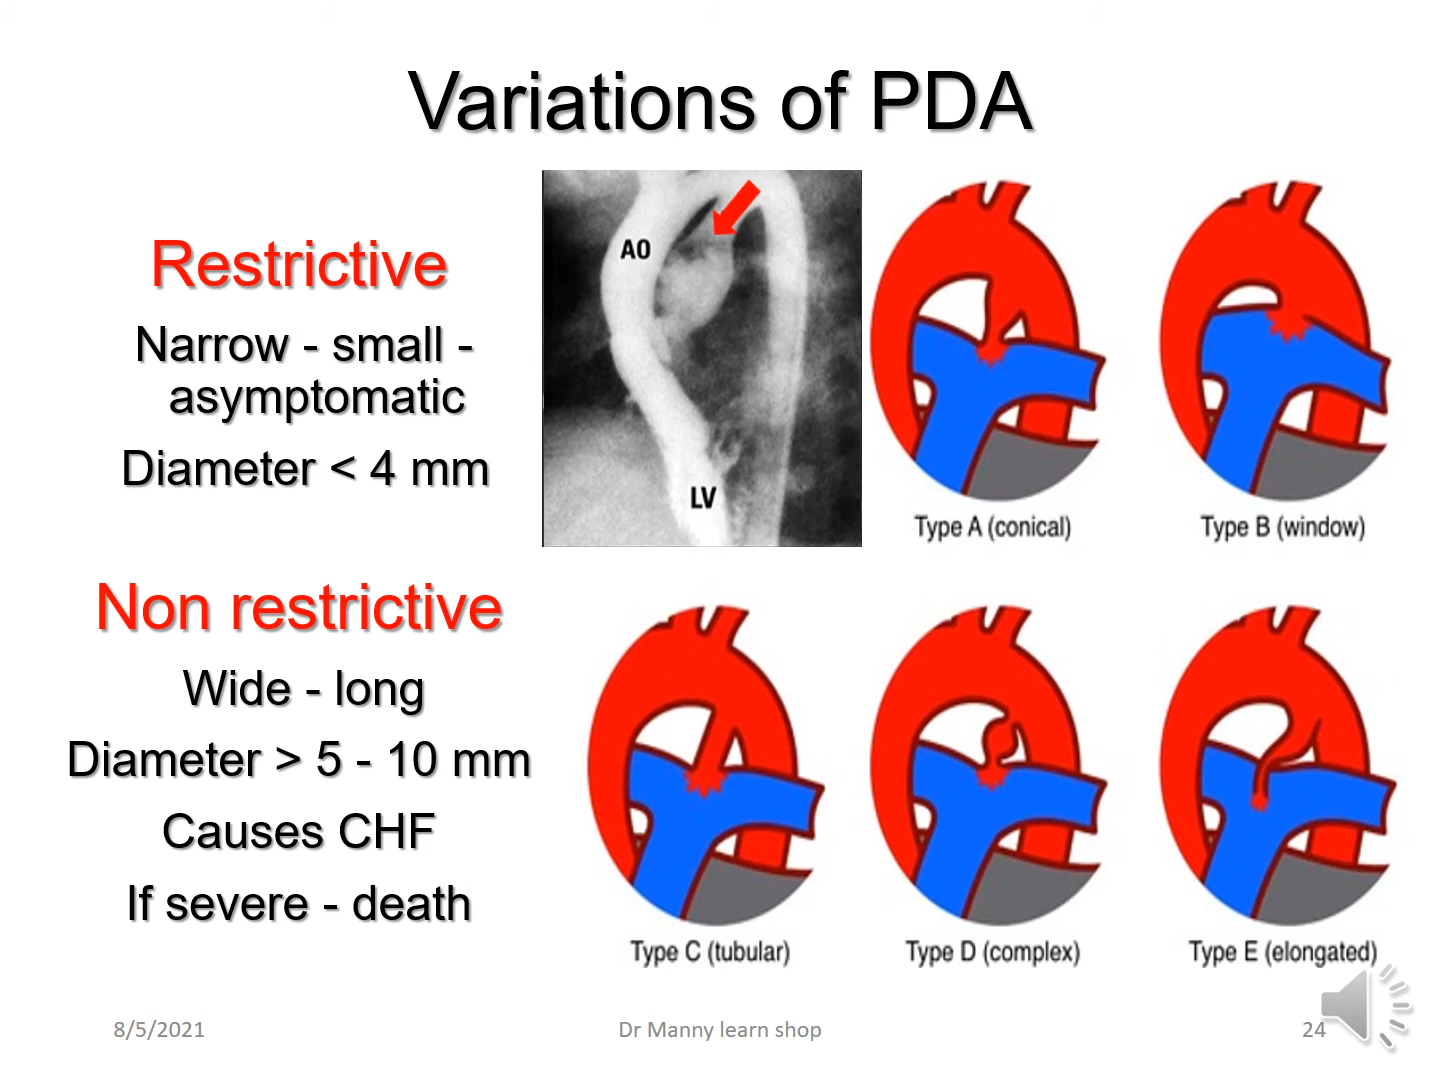 Variations of PDA
Restrictive
Narrow - small -
asymptomatic
Diameter < 4 mm
Non restrictive
Wide - long
Diameter > 5 - 10 mm
Causes CHF
If severe - death
AO
LV
Type A (conical)
Type B (window)
Type C (tubular)
Type D (complex)
Type E (elongated)
8/5/2021
Dr Manny learn shop
24